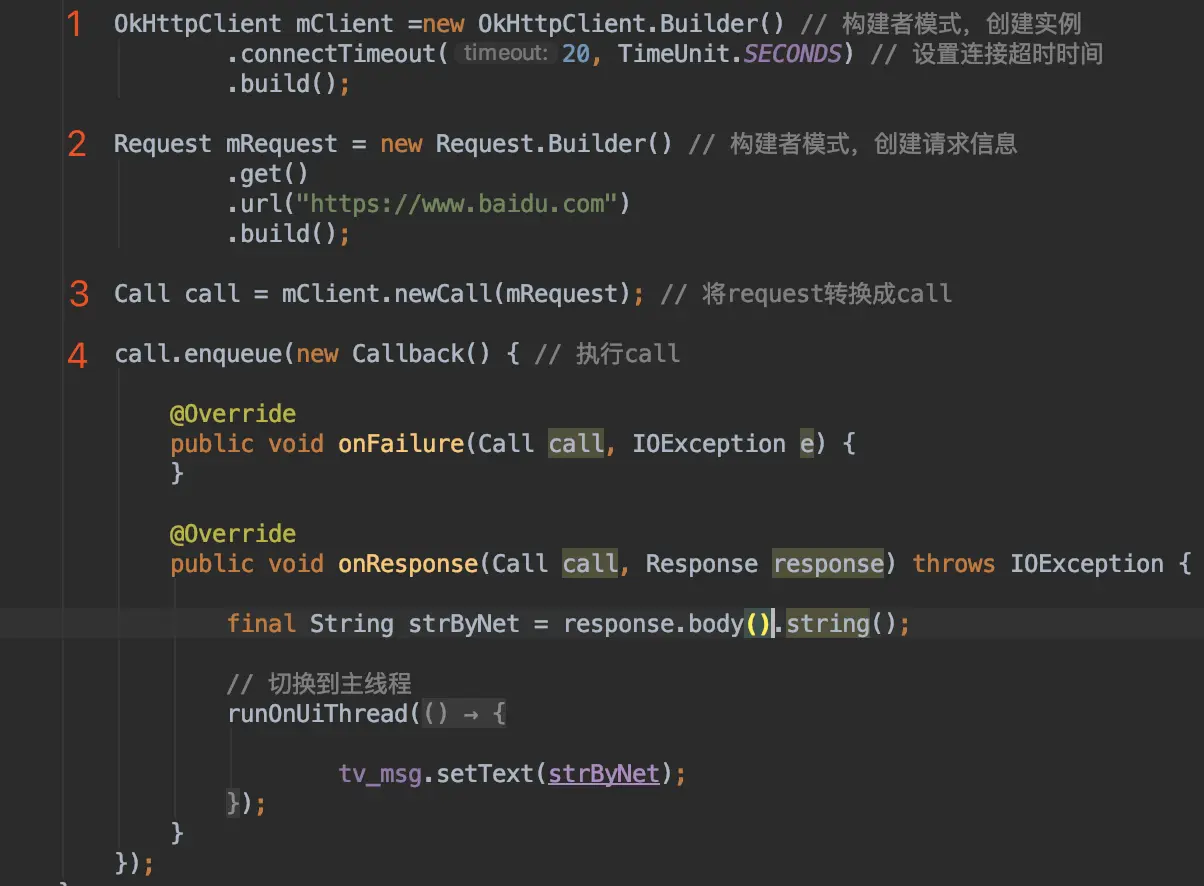 1 OkHttpClient mClient =new OkHttpClient.Builder() // 构建者模式，创建实例
.connectTimeout( timeout: 20, TimeUnit.SECONDS) // 设置连接超时时间
.build();
2 Request mRequest = new Request.Builder() // 构建者模式，创建请求信息
.get()
.url("https://www.baidu.com")
.build();
3 Call call = mClient.newCall(mRequest); // 将request转换成call
4 call.enqueue(new Callback() { // 执行call
@Override
public void onFailure(Call call, IOException e) {
}
@Override
public void onResponse(Call call, Response response) throws IOException {
final String strByNet = response.body().string();
// 切换到主线程
runOnUiThread(() → {
tv_msg.setText(strByNet);
});
}
});